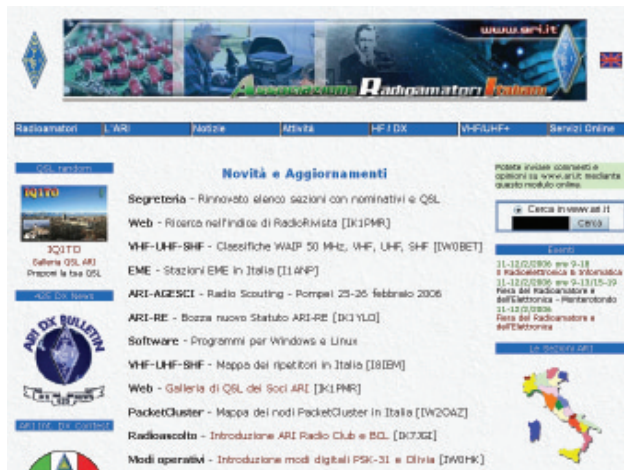 www.ari.it
Associazione Radioamatori Italiani
Radioamatori L'ARI Notizie Attività HF / DX VHF/UHF+ Servizi Online
QSL random
IQ1TO
IQ1TO
Galleria QSL ARI
Proponi la tua QSL
425 DX News
ARI DX BULLETIN
ARI Int. DX Contest
Novità e Aggiornamenti
Segreteria - Rinnovato elenco sezioni con nominativi e QSL
Web - Ricerca nell'indice di RadioRivista [IK1PMR]
VHF-UHF-SHF - Classifiche WAIP 50 MHz, VHF, UHF, SHF [IW0BET]
EME - Stazioni EME in Italia [I1ANP]
ARI-AGESCI - Radio Scouting - Pompei 25-26 febbraio 2006
ARI-RE - Bozza nuovo Statuto ARI-RE [IK1YLO]
Software - Programmi per Windows e Linux
VHF-UHF-SHF - Mappa dei ripetitori in Italia [I8IEM]
Web - Galleria di QSL dei Soci ARI [IK1PMR]
PacketCluster - Mappa dei nodi PacketCluster in Italia [IW2OAZ]
Radioascolto - Introduzione ARI Radio Club e BCL [IK7JGI]
Modi operativi - Introduzione modi digitali PSK-31 e Olivia [IW0HK]
Potete inviare commenti e
opinioni su www.ari.it mediante
questo modulo online.
Cerca in www.ari.it
Cerca
Eventi
11-12/2/2006 ore 9-18
Il Radioelettronica & Informatica
11-12/2/2006 ore 9-13/15-19
Fiera del Radioamatore e
dell'Elettronica - Monterotondo
11-12/2/2006
Fiera del Radioamatore e
dell'Elettronica
Le Sezioni ARI